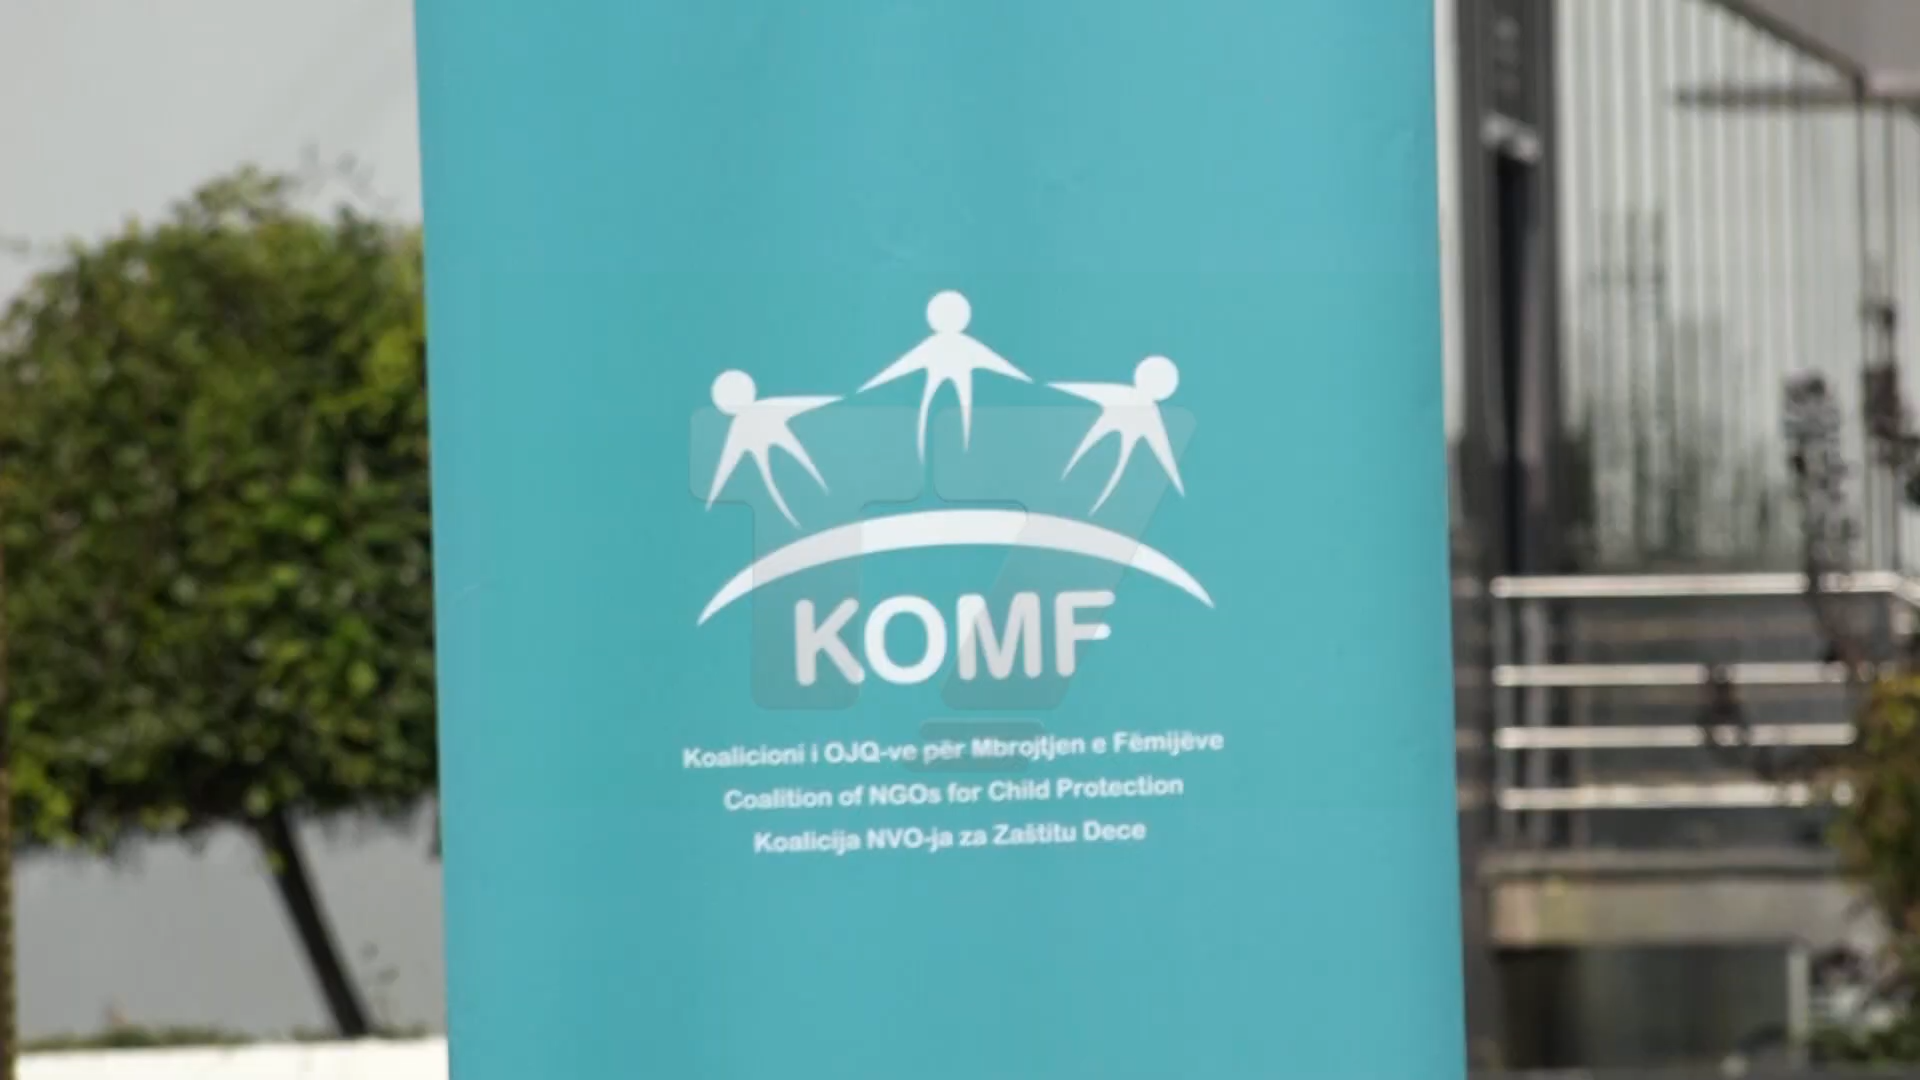 KOMF
Koalicioni i OJQ-ve për Mbrojtjen e Fëmijëve
Coalition of NGOs for Child Protection
Koalicija NVO-ja za Zaštitu Dece